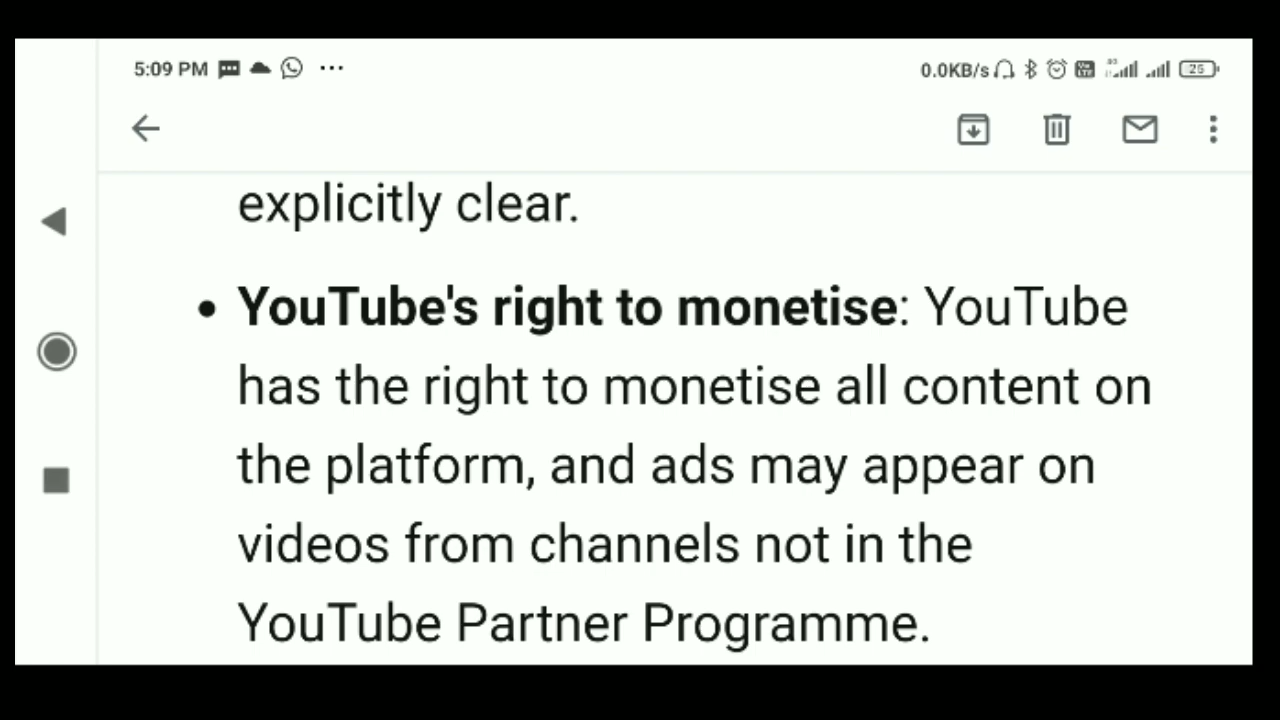 5:09 PM ... 0.0KB/s 25
explicitly clear.
• YouTube's right to monetise: YouTube
has the right to monetise all content on
the platform, and ads may appear on
videos from channels not in the
YouTube Partner Programme.